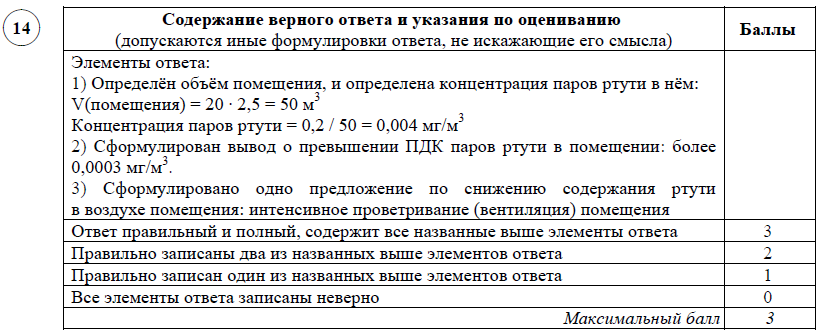 14
Содержание верного ответа и указания по оцениванию
(допускаются иные формулировки ответа, не искажающие его смысла)
Баллы
Элементы ответа:
1) Определён объём помещения, и определена концентрация паров ртути в нём:
V(помещения) = 20 · 2,5 = 50 м³
Концентрация паров ртути = 0,2 / 50 = 0,004 мг/м³
2) Сформулирован вывод о превышении ПДК паров ртути в помещении: более
0,0003 мг/м³.
3) Сформулировано одно предложение по снижению содержания ртути
в воздухе помещения: интенсивное проветривание (вентиляция) помещения
Ответ правильный и полный, содержит все названные выше элементы ответа 3
Правильно записаны два из названных выше элементов ответа 2
Правильно записан один из названных выше элементов ответа 1
Все элементы ответа записаны неверно 0
Максимальный балл 3